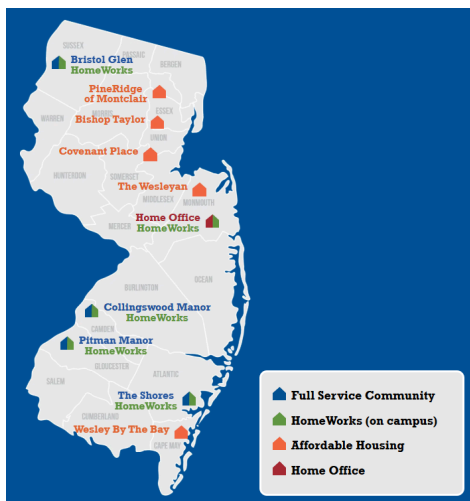 SUSSEX
PASSAIC
BERGEN
Bristol Glen
HomeWorks
PineRidge
of Montclair
ESSEX
WARREN
Bishop Taylor
UNION
Covenant Place
HUNTERDON
SOMERSET
The Wesleyan
MIDDLESEX
MONMOUTH
Home Office
HomeWorks
MERCER
OCEAN
BURLINGTON
Collingswood Manor
HomeWorks
CAMDEN
Pitman Manor
HomeWorks
GLOUCESTER
SALEM
ATLANTIC
The Shores
HomeWorks
CUMBERLAND
Wesley By The Bay
CAPE MAY
Full Service Community
HomeWorks (on campus)
Affordable Housing
Home Office